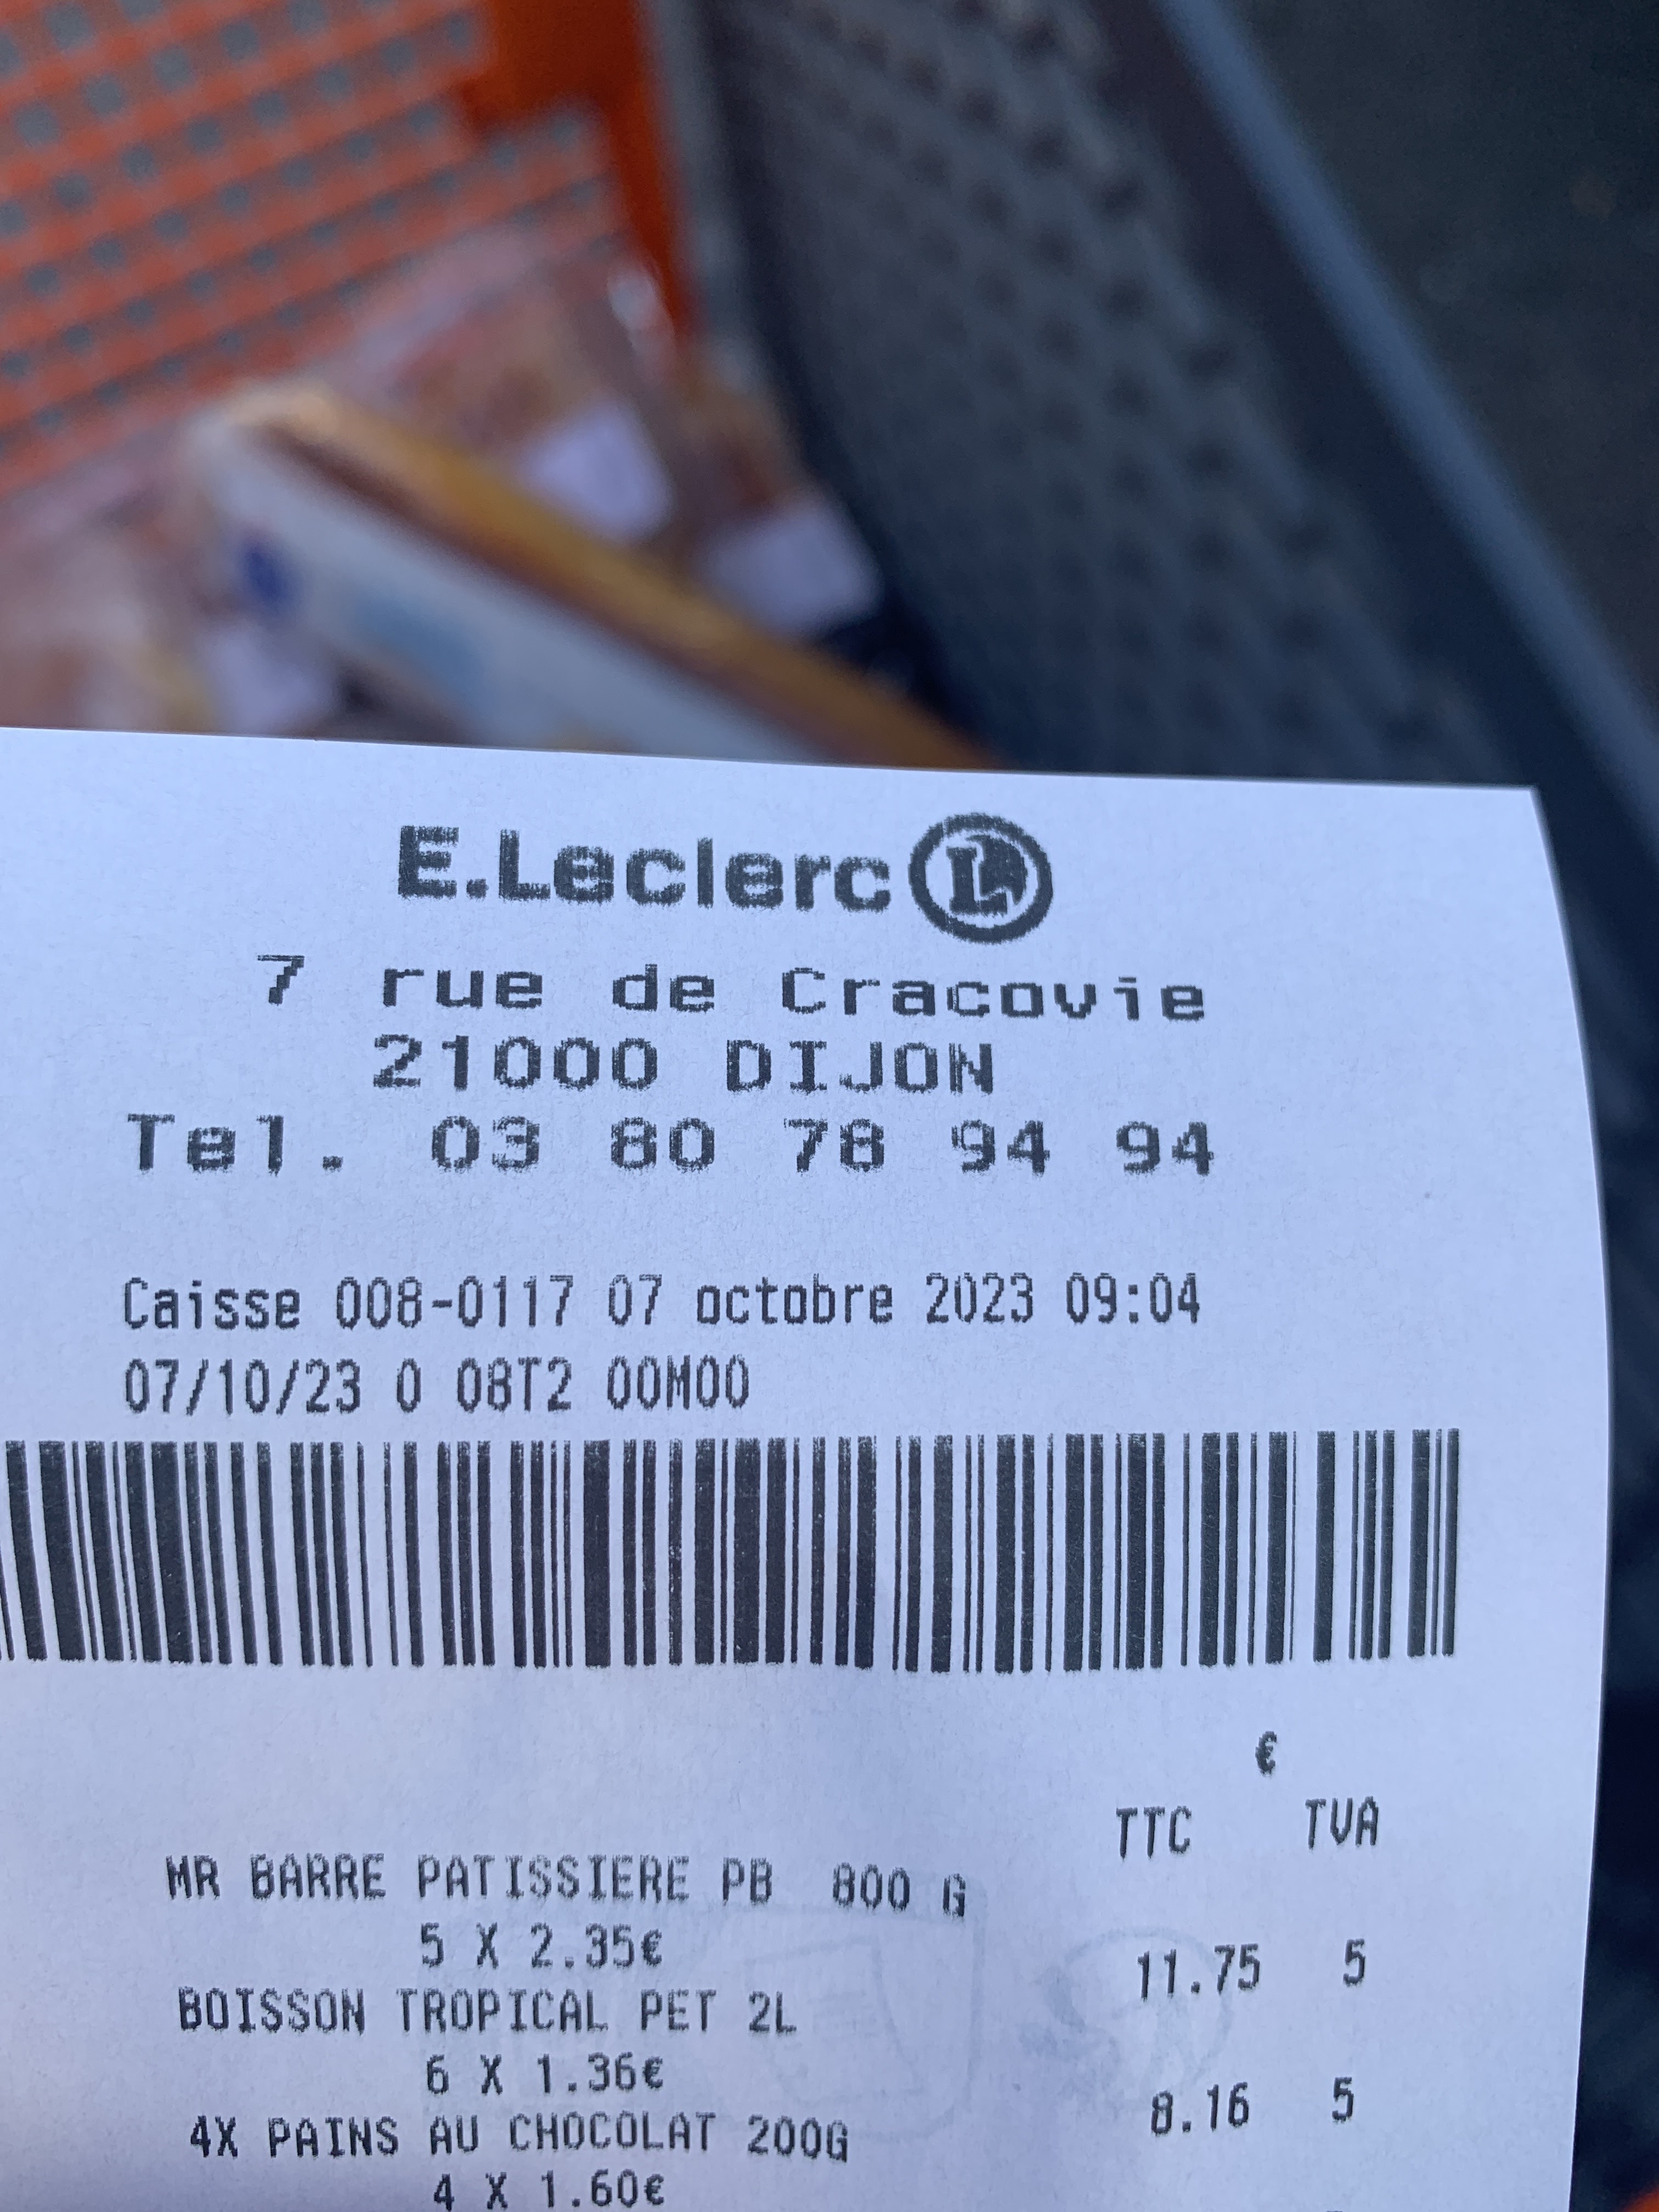 E.Leclerc L
7 rue de Cracovie
21000 DIJON
Tel. 03 80 78 94 94
Caisse 008-0117 07 octobre 2023 09:04
07/10/23 0 08T2 00M00
€
TTC TVA
MR BARRE PATISSIERE PB 800 G
5 X 2.35€ 11.75 5
BOISSON TROPICAL PET 2L
6 X 1.36€ 8.16 5
4X PAINS AU CHOCOLAT 200G
4 X 1.60€